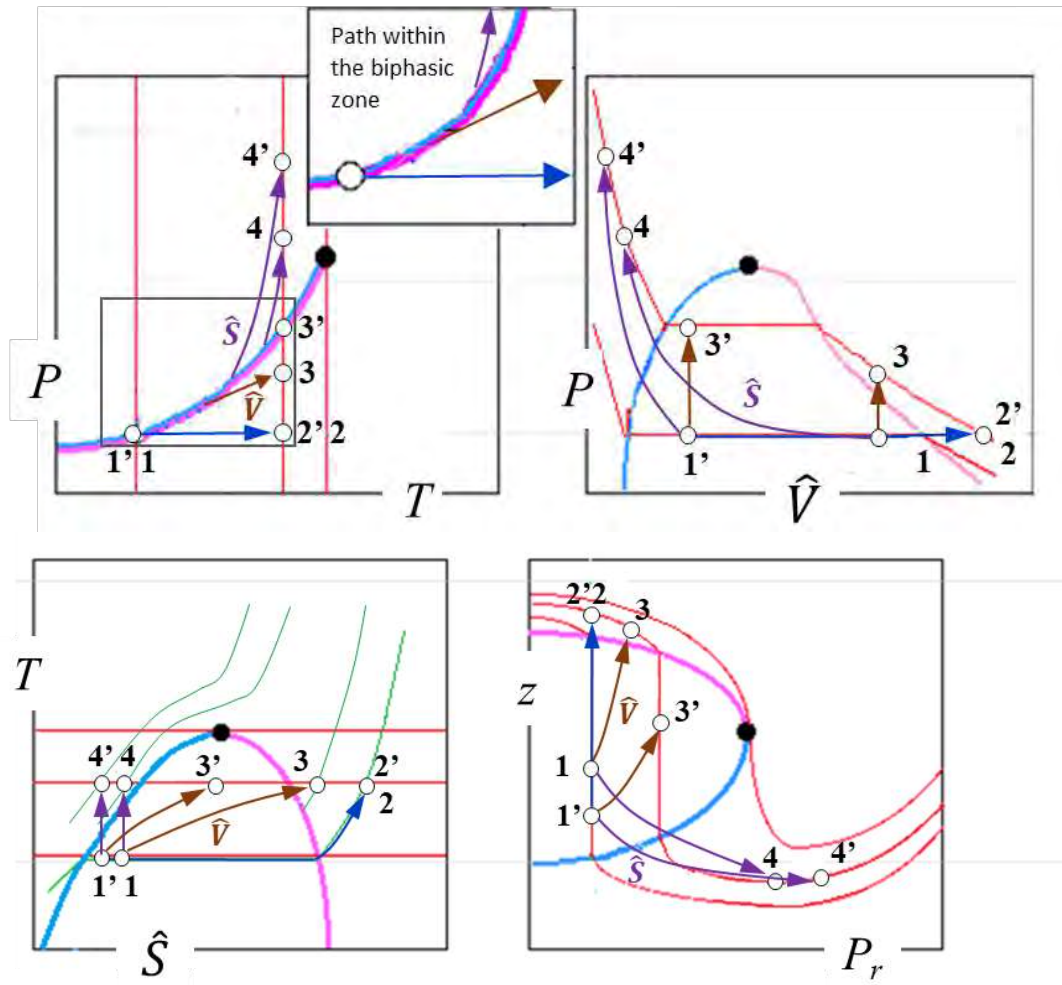 Path within
the biphasic
zone
4’
4
Ŝ
3’
3
V̂
P
1’ 1
2’2
T
4’
4
3’
3
Ŝ
P
2’
1’
1
2
V̂
T
4’ 4
3’
3
2’
2
V̂
1’ 1
Ŝ
2’2
3
z
V̂
3’
1
1’
4
4’
Ŝ
Pᵣ